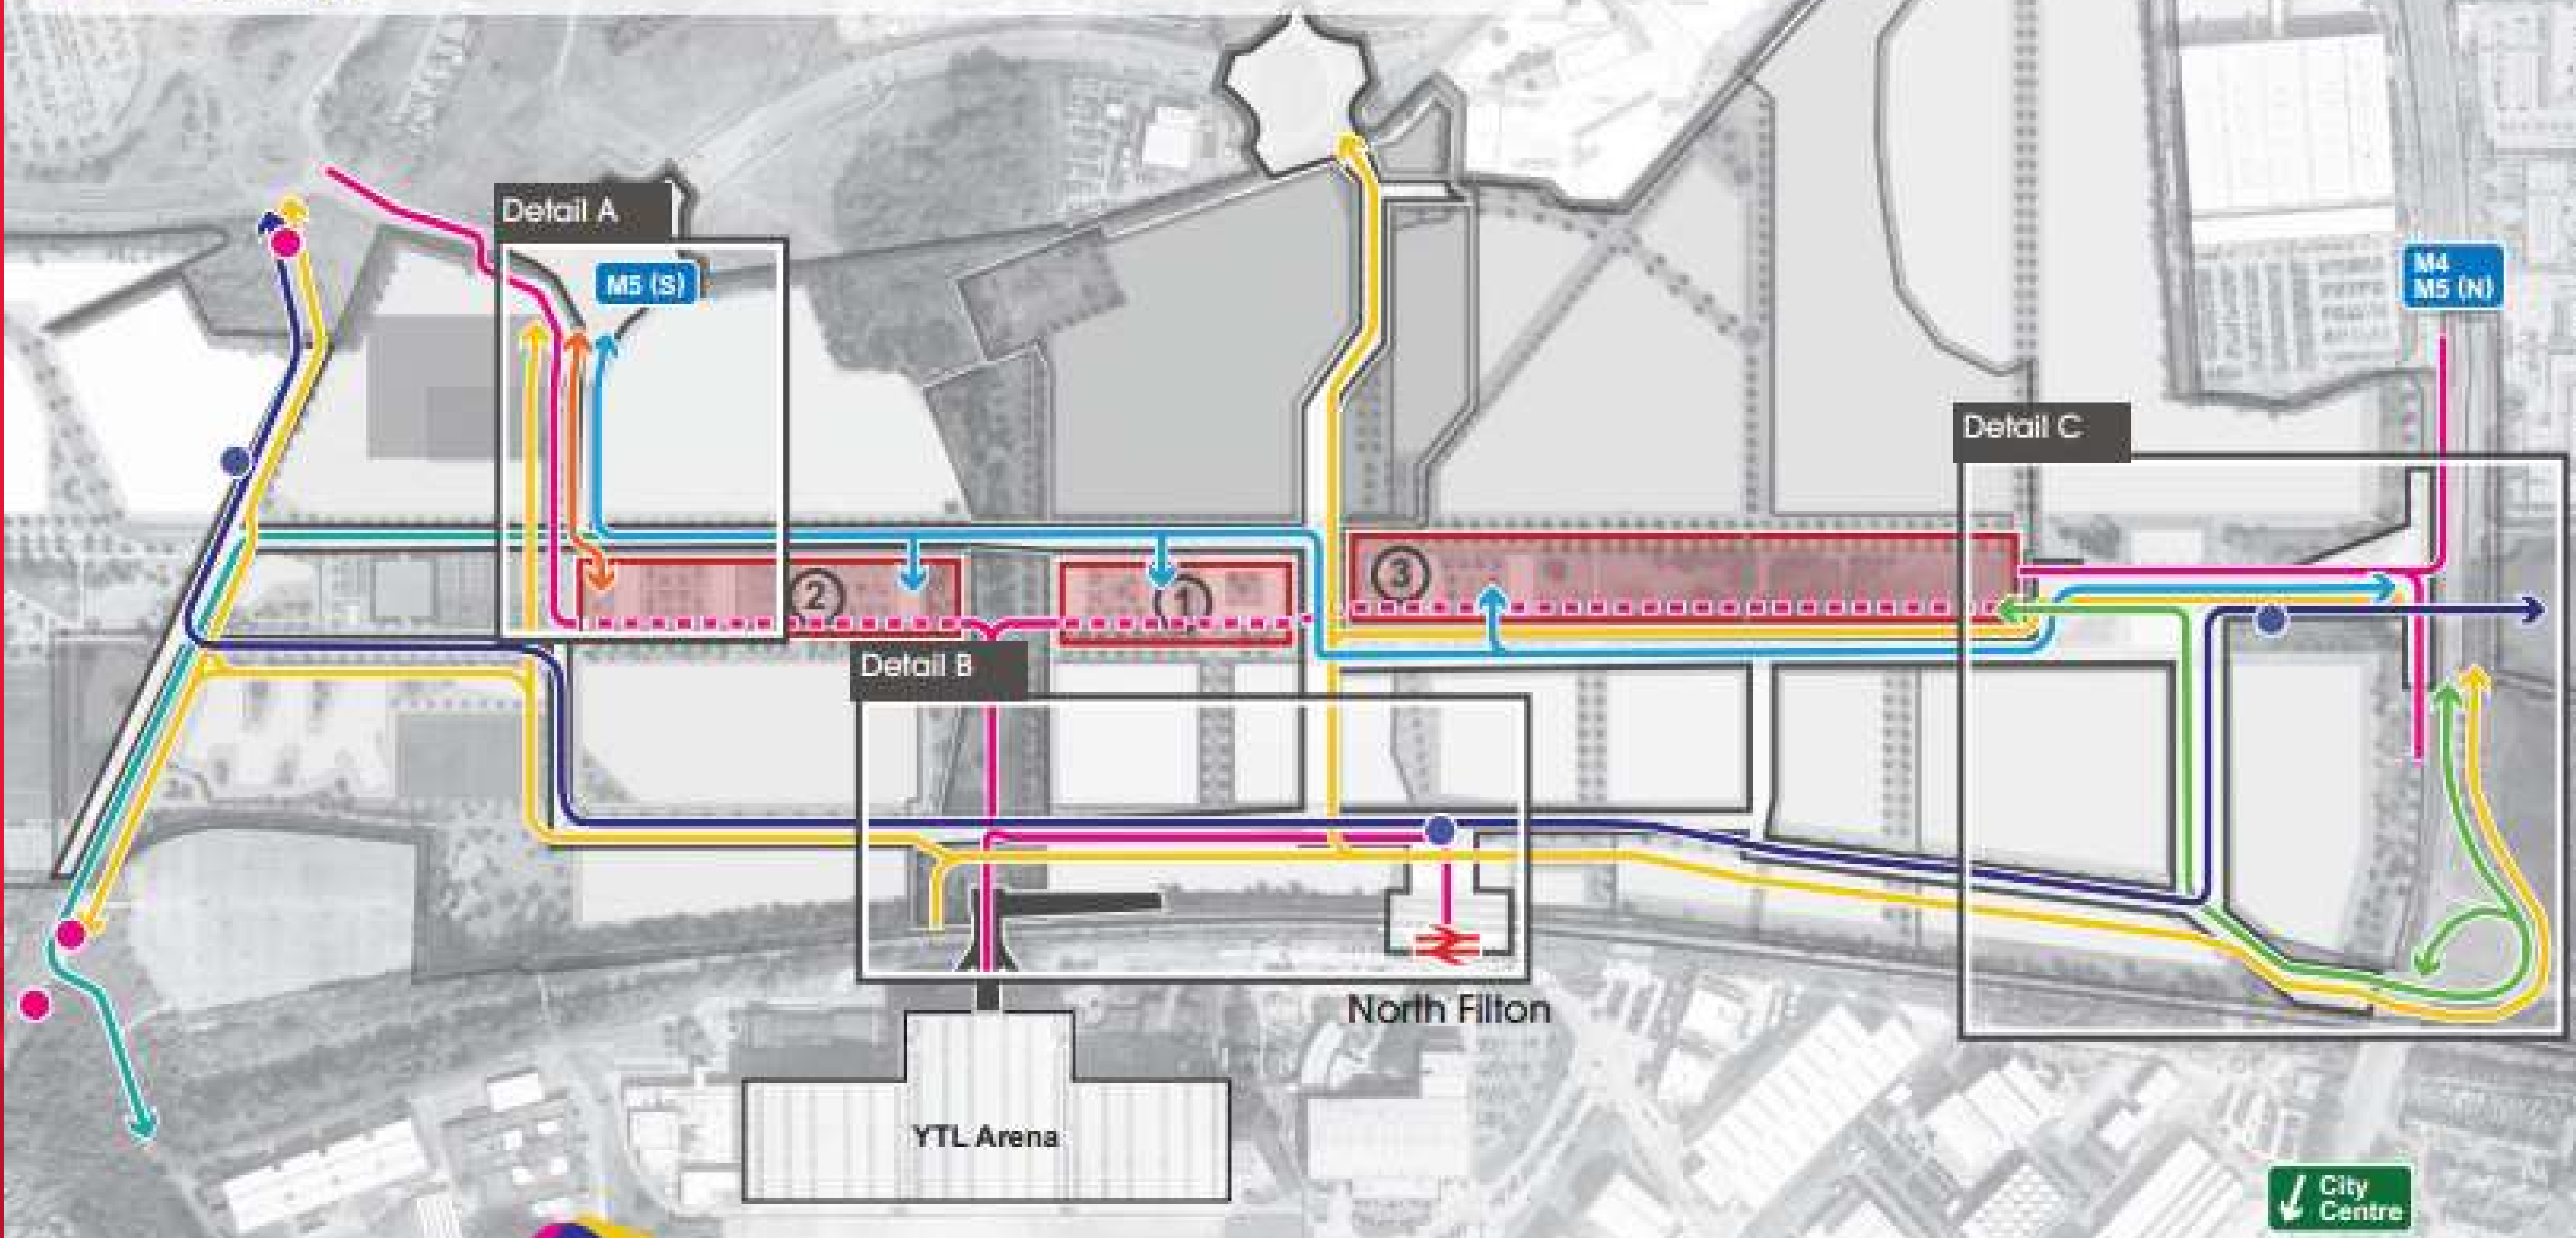 Detail A
M5 (S)
M4
M5 (N)
Detail C
3
2
1
Detail B
North Filton
YTL Arena
City
Centre